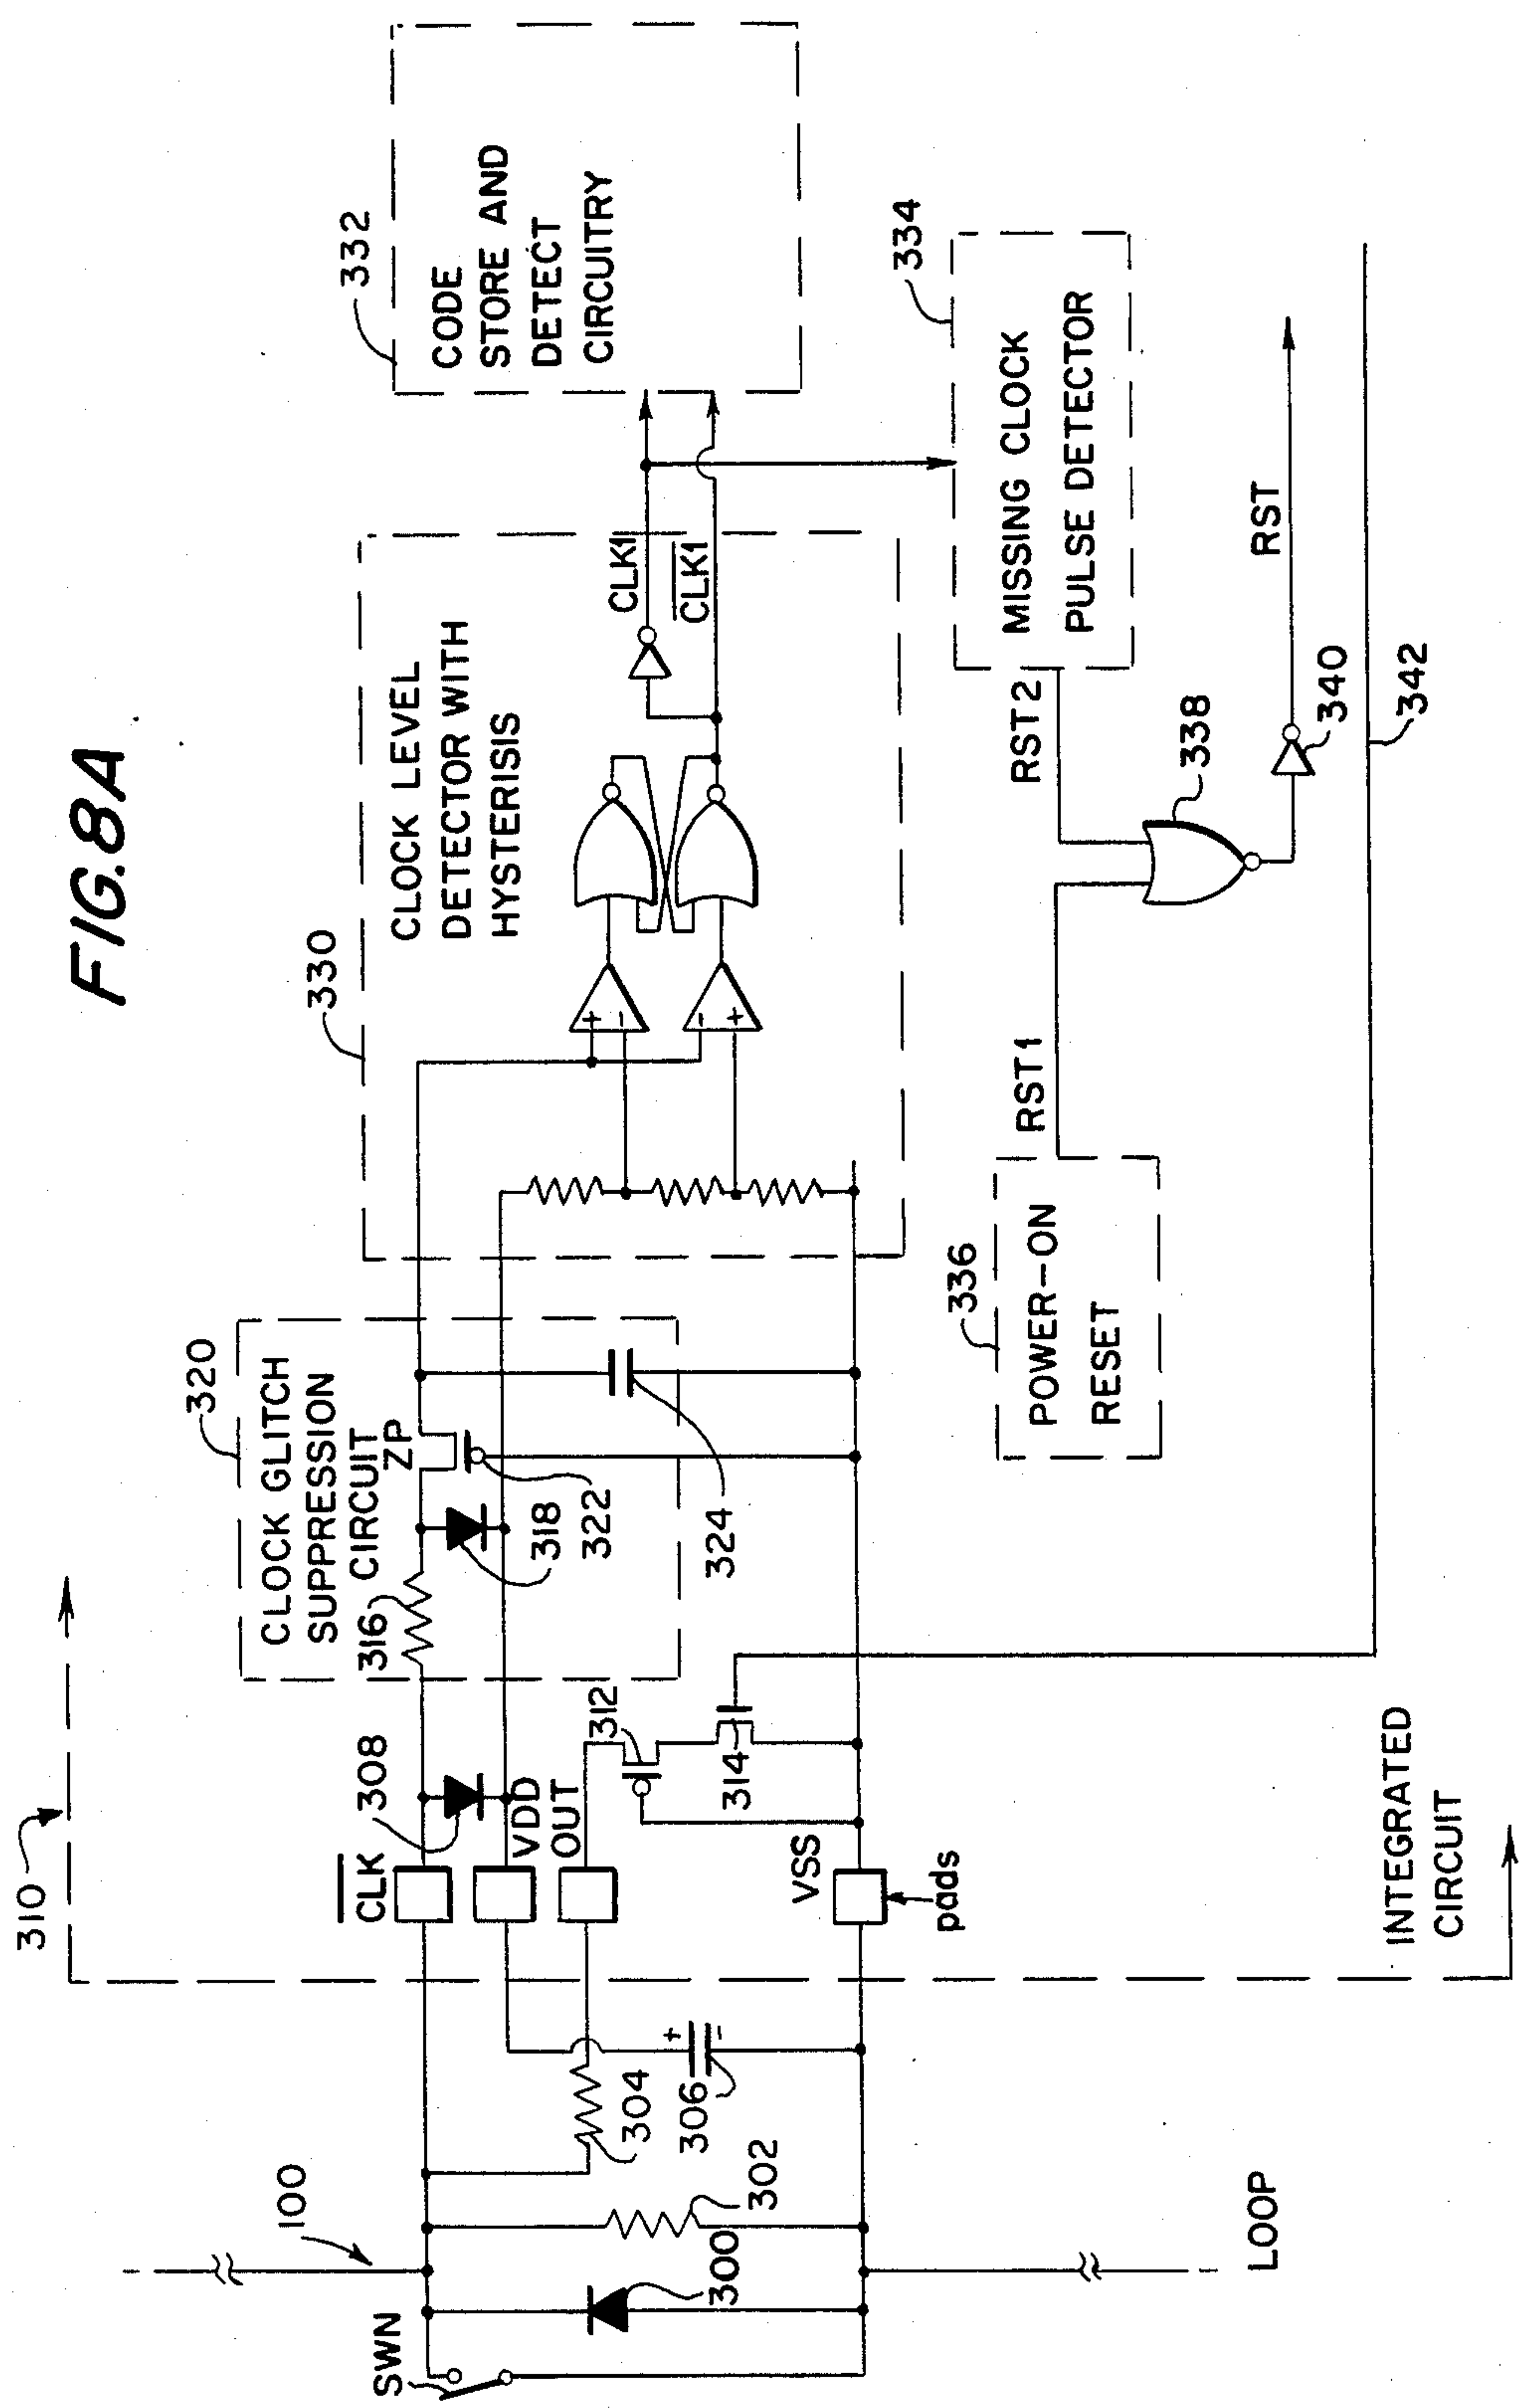 FIG.8A
310
100
SWN
300
302
304
306
LOOP
C̅L̅K̅
VDD
OUT
VSS
pads
308
312
314
INTEGRATED
CIRCUIT
320
CLOCK GLITCH
SUPPRESSION
CIRCUIT
316
ZP
318
322
324
330
CLOCK LEVEL
DETECTOR WITH
HYSTERISIS
+
−
−
+
+
−
CLK1
C̅L̅K̅1̅
332
CODE
STORE AND
DETECT
CIRCUITRY
334
MISSING CLOCK
PULSE DETECTOR
336
POWER-ON
RESET
RST1
RST2
338
340
RST
342